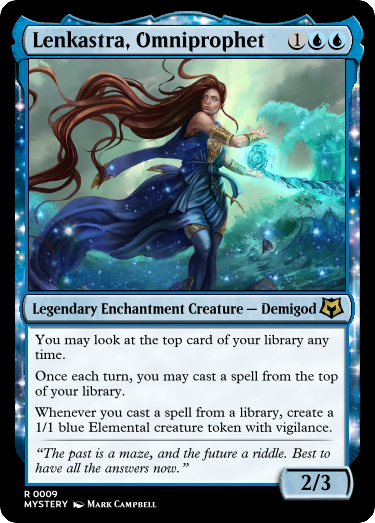 Lenkastra, Omniprophet 1
Legendary Enchantment Creature — Demigod
You may look at the top card of your library any
time.
Once each turn, you may cast a spell from the top
of your library.
Whenever you cast a spell from a library, create a
1/1 blue Elemental creature token with vigilance.
“The past is a maze, and the future a riddle. Best to
have all the answers now.”
2/3
R 0009
MYSTERY Mark Campbell